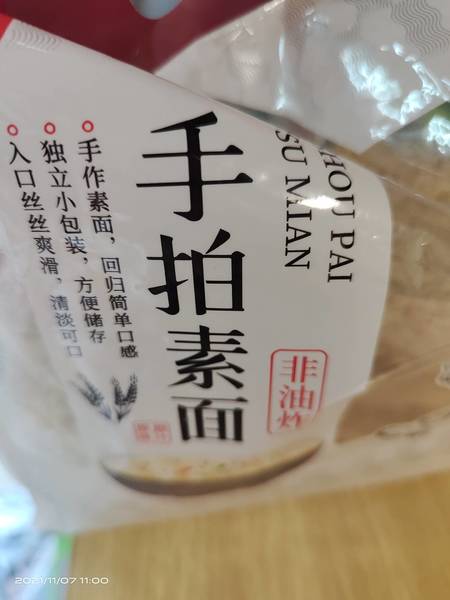 手拍素面
HOU PAI
SU MIAN
手作素面，回归简单口感
独立小包装，方便储存
入口丝丝爽滑，清淡可口
非油炸
2021/11/07 11:00